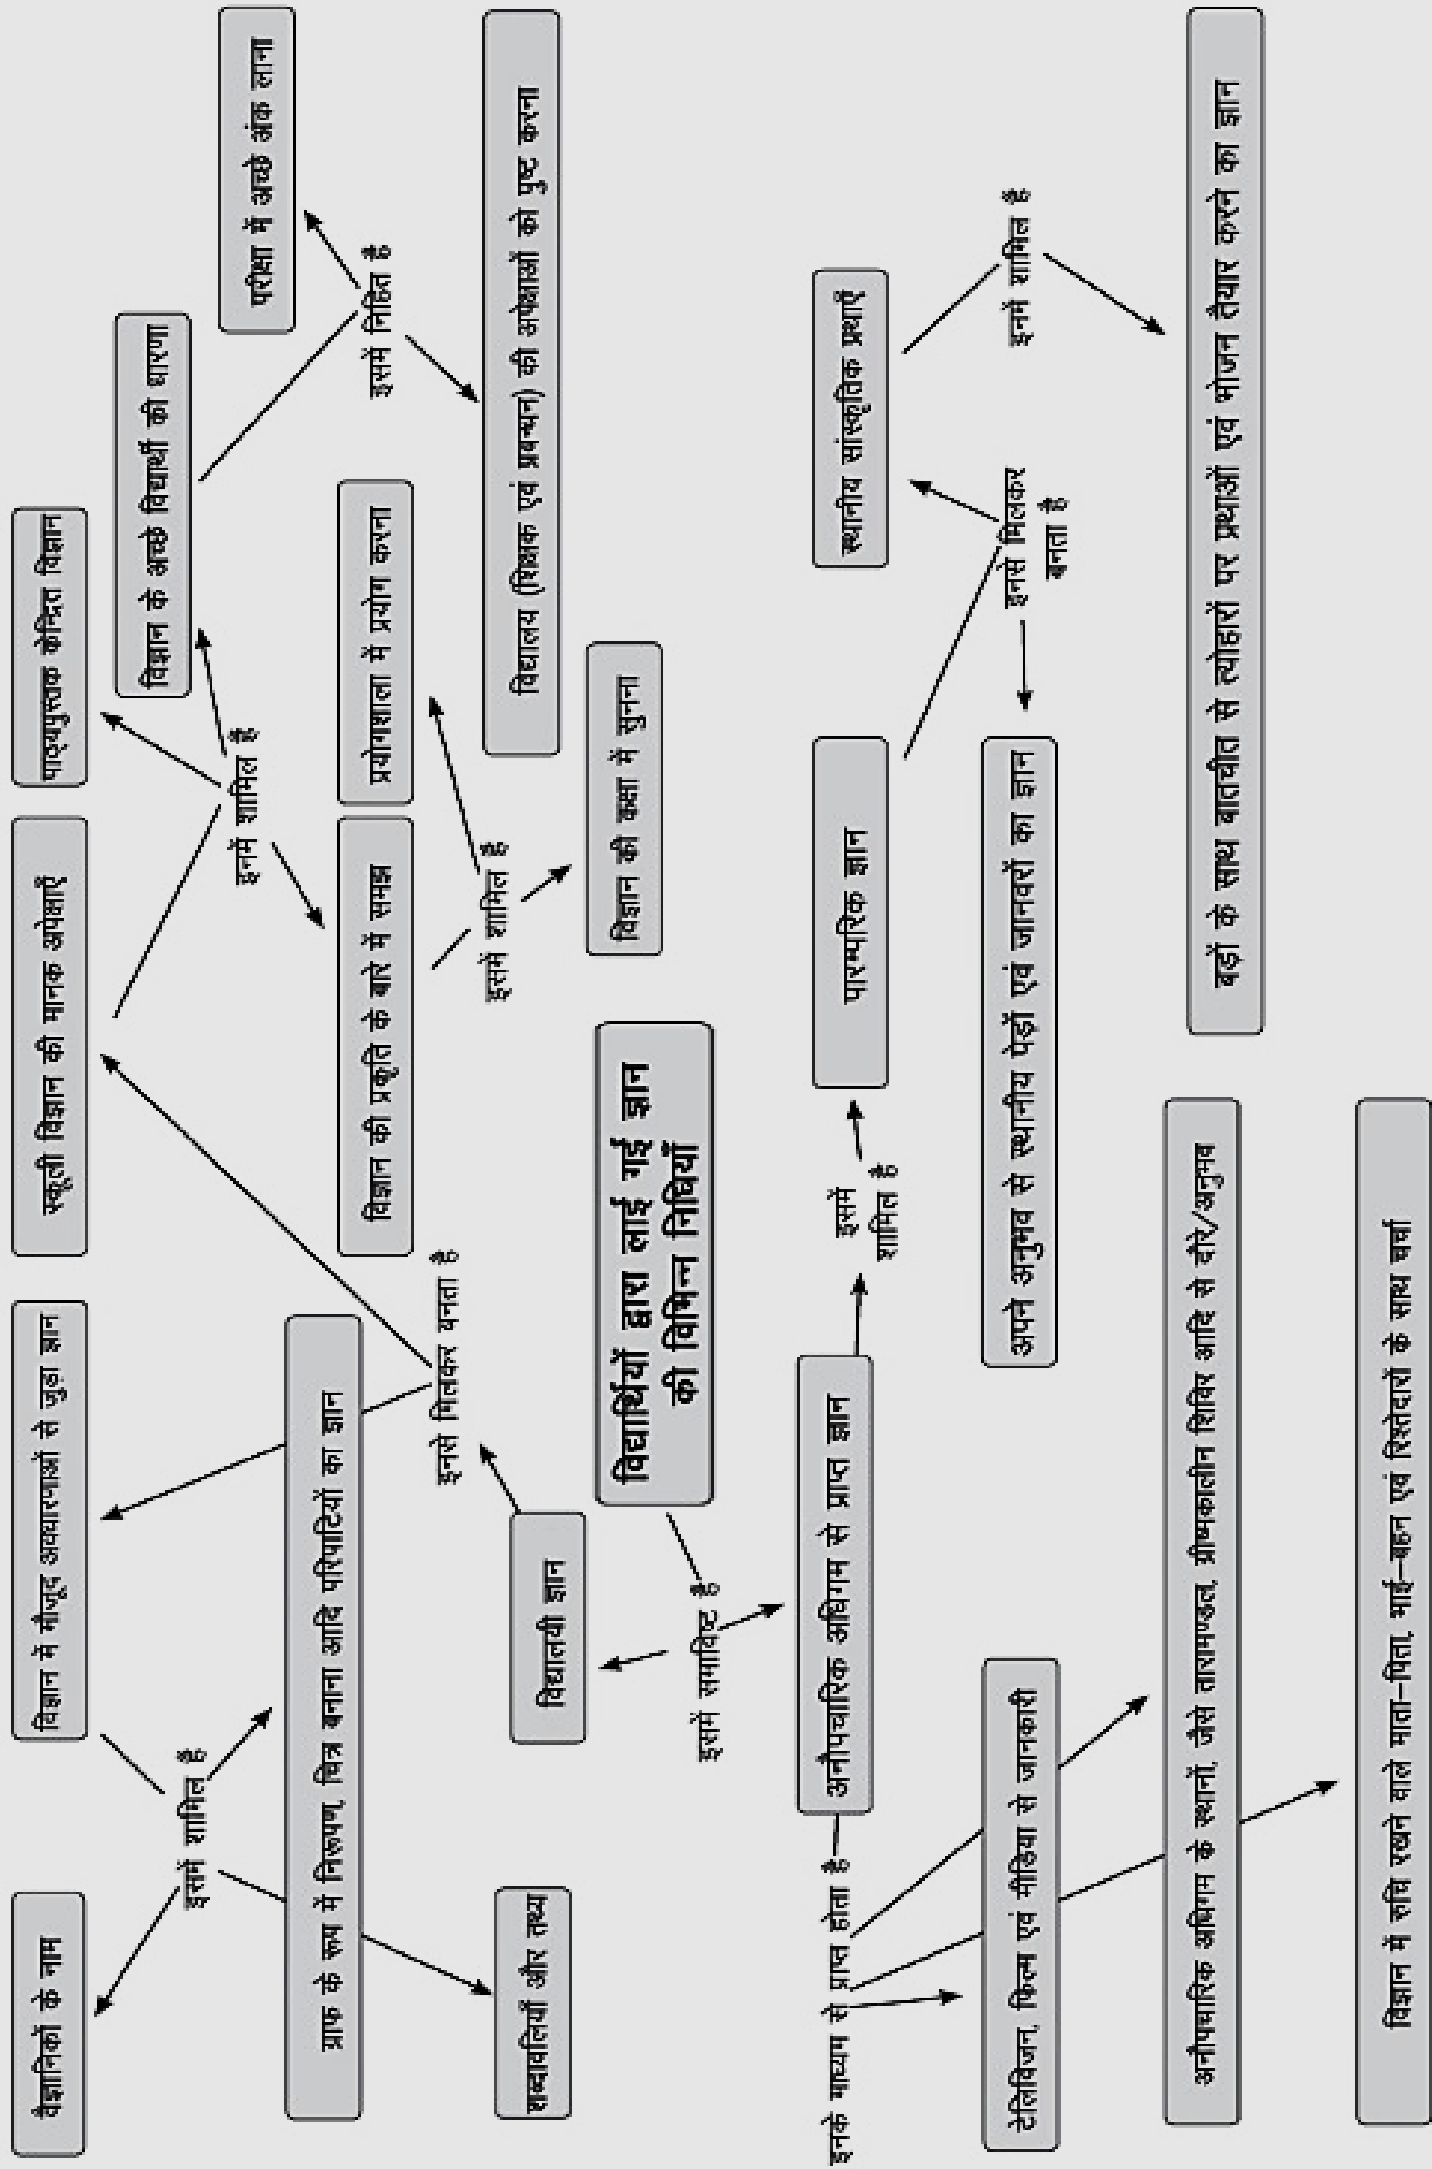 वैज्ञानिकों के नाम
विज्ञान में मौजूद अवधारणाओं से जुड़ा ज्ञान
स्कूली विज्ञान की मानक अपेक्षाएँ
पाठ्यपुस्तक केन्द्रित विज्ञान
विज्ञान के अच्छे विद्यार्थी की धारणा
इसमें शामिल हैं
इनमें शामिल है
परीक्षा में अच्छे अंक लाना
ग्राफ के रूप में निरूपण, चित्र बनाना आदि परिपाटियों का ज्ञान
विज्ञान की प्रकृति के बारे में समझ
प्रयोगशाला में प्रयोग करना
इसमें निहित है
इनसे मिलकर बनता है
इसमें शामिल है
शब्दावलियाँ और तथ्य
विद्यालयी ज्ञान
विद्यालय (शिक्षक एवं प्रबन्धन) की अपेक्षाओं को पुष्ट करना
विज्ञान की कक्षा में सुनना
विद्यार्थियों द्वारा लाई गई ज्ञान
की विभिन्न निधियाँ
इसमें समाविष्ट है
अनौपचारिक अधिगम से प्राप्त ज्ञान
इसमें
शामिल है
पारम्परिक ज्ञान
स्थानीय सांस्कृतिक प्रथाएँ
इनके माध्यम से प्राप्त होता है
टेलिविजन, फिल्म एवं मीडिया से जानकारी
अपने अनुभव से स्थानीय पेड़ों एवं जानवरों का ज्ञान
इनसे मिलकर
बनता है
इनमें शामिल है
अनौपचारिक अधिगम के स्थानों, जैसे तारामण्डल, ग्रीष्मकालीन शिविर आदि से दौरे/अनुभव
बड़ों के साथ बातचीत से त्योहारों पर प्रथाओं एवं भोजन तैयार करने का ज्ञान
विज्ञान में रुचि रखने वाले माता-पिता, भाई-बहन एवं रिश्तेदारों के साथ चर्चा